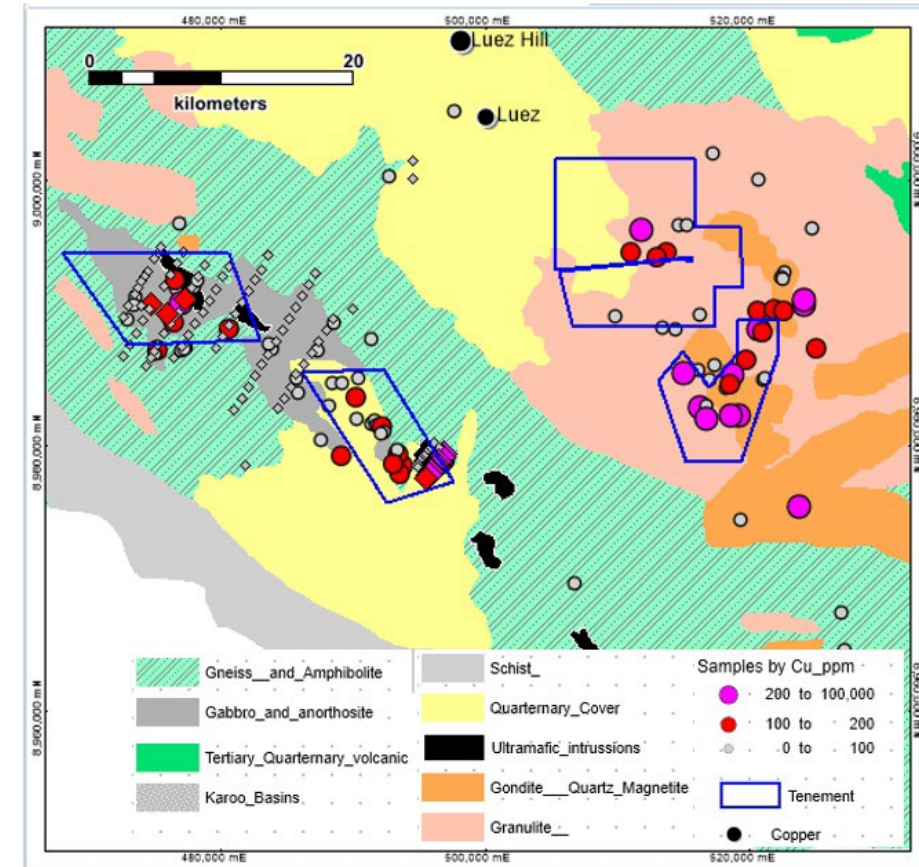 480,000 mE
500,000 mE
520,000 mE
Luez Hill
0
20
kilometers
Luez
9,000,000 mN
8,980,000 mN
8,960,000 mN
Gneiss__and_Amphibolite
Gabbro_and_anorthosite
Tertiary_Quarternary_volcanic
Karoo_Basins
Schist_
Quarternary_Cover
Ultramafic_intrussions
Gondite___Quartz_Magnetite
Granulite__
Samples by Cu_ppm
200 to 100,000
100 to 200
0 to 100
Tenement
Copper
480,000 mE
500,000 mE
520,000 mE